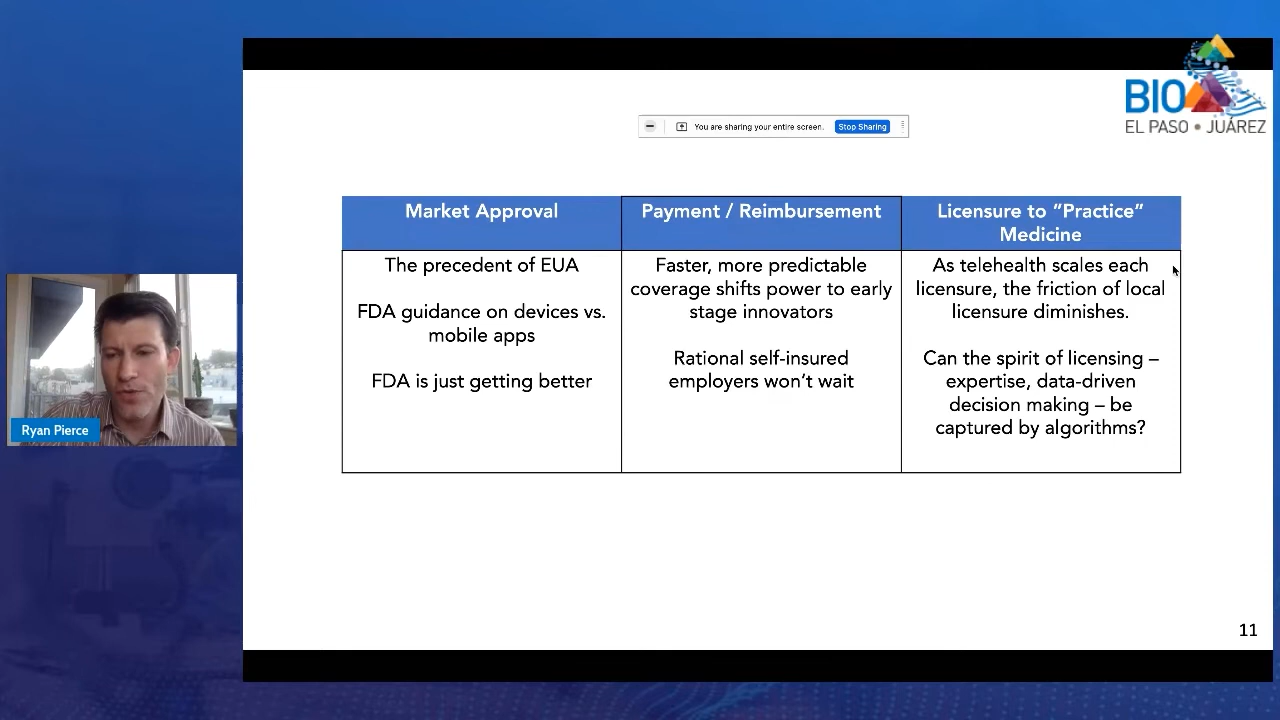 BIO
EL PASO • JUÁREZ
You are sharing your entire screen.
Stop Sharing
Market Approval
The precedent of EUA
FDA guidance on devices vs.
mobile apps
FDA is just getting better
Payment / Reimbursement
Faster, more predictable
coverage shifts power to early
stage innovators
Rational self-insured
employers won’t wait
Licensure to “Practice”
Medicine
As telehealth scales each
licensure, the friction of local
licensure diminishes.
Can the spirit of licensing –
expertise, data-driven
decision making – be
captured by algorithms?
Ryan Pierce
11